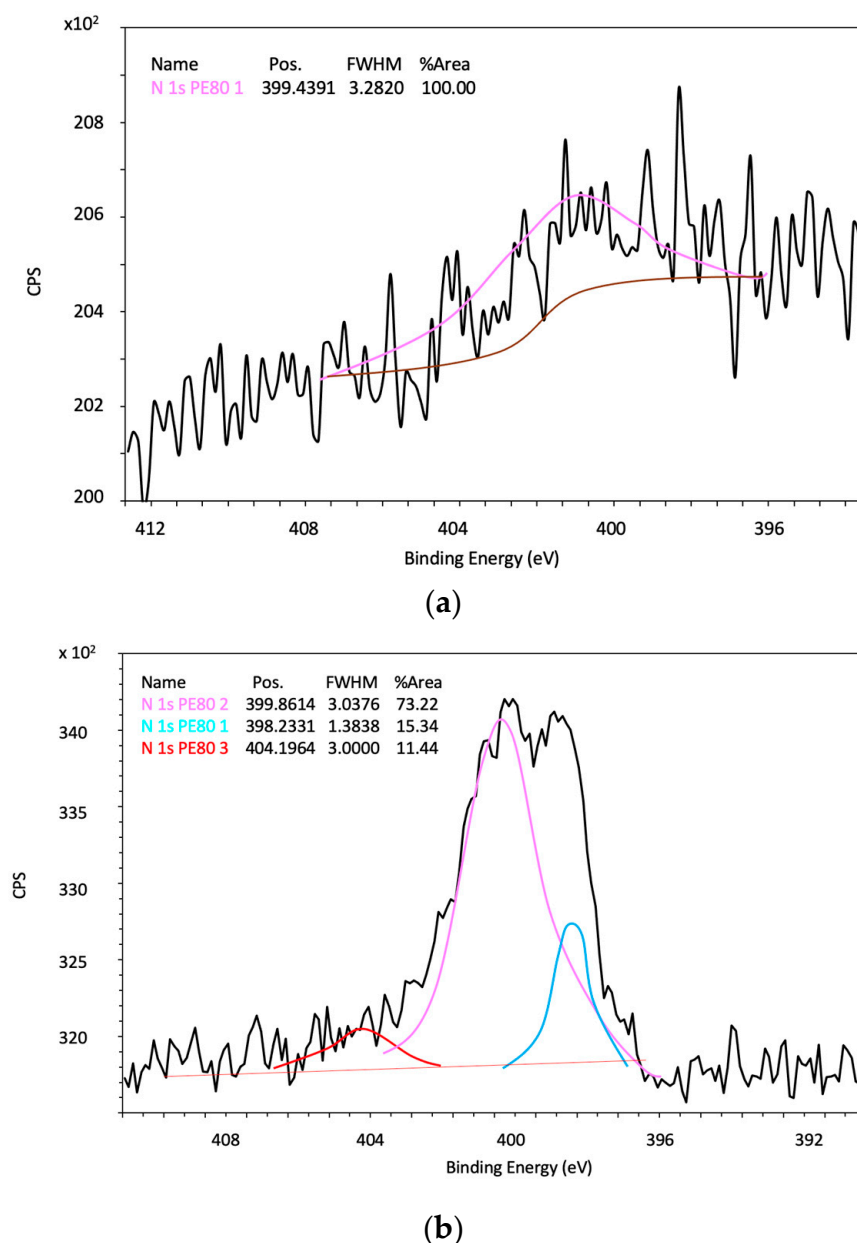 x10²
Name Pos. FWHM %Area
N 1s PE80 1 399.4391 3.2820 100.00
208
206
204
202
200
CPS
412 408 404 400 396
Binding Energy (eV)
(a)
x 10²
Name Pos. FWHM %Area
N 1s PE80 2 399.8614 3.0376 73.22
N 1s PE80 1 398.2331 1.3838 15.34
N 1s PE80 3 404.1964 3.0000 11.44
340
335
330
325
320
CPS
408 404 400 396 392
Binding Energy (eV)
(b)